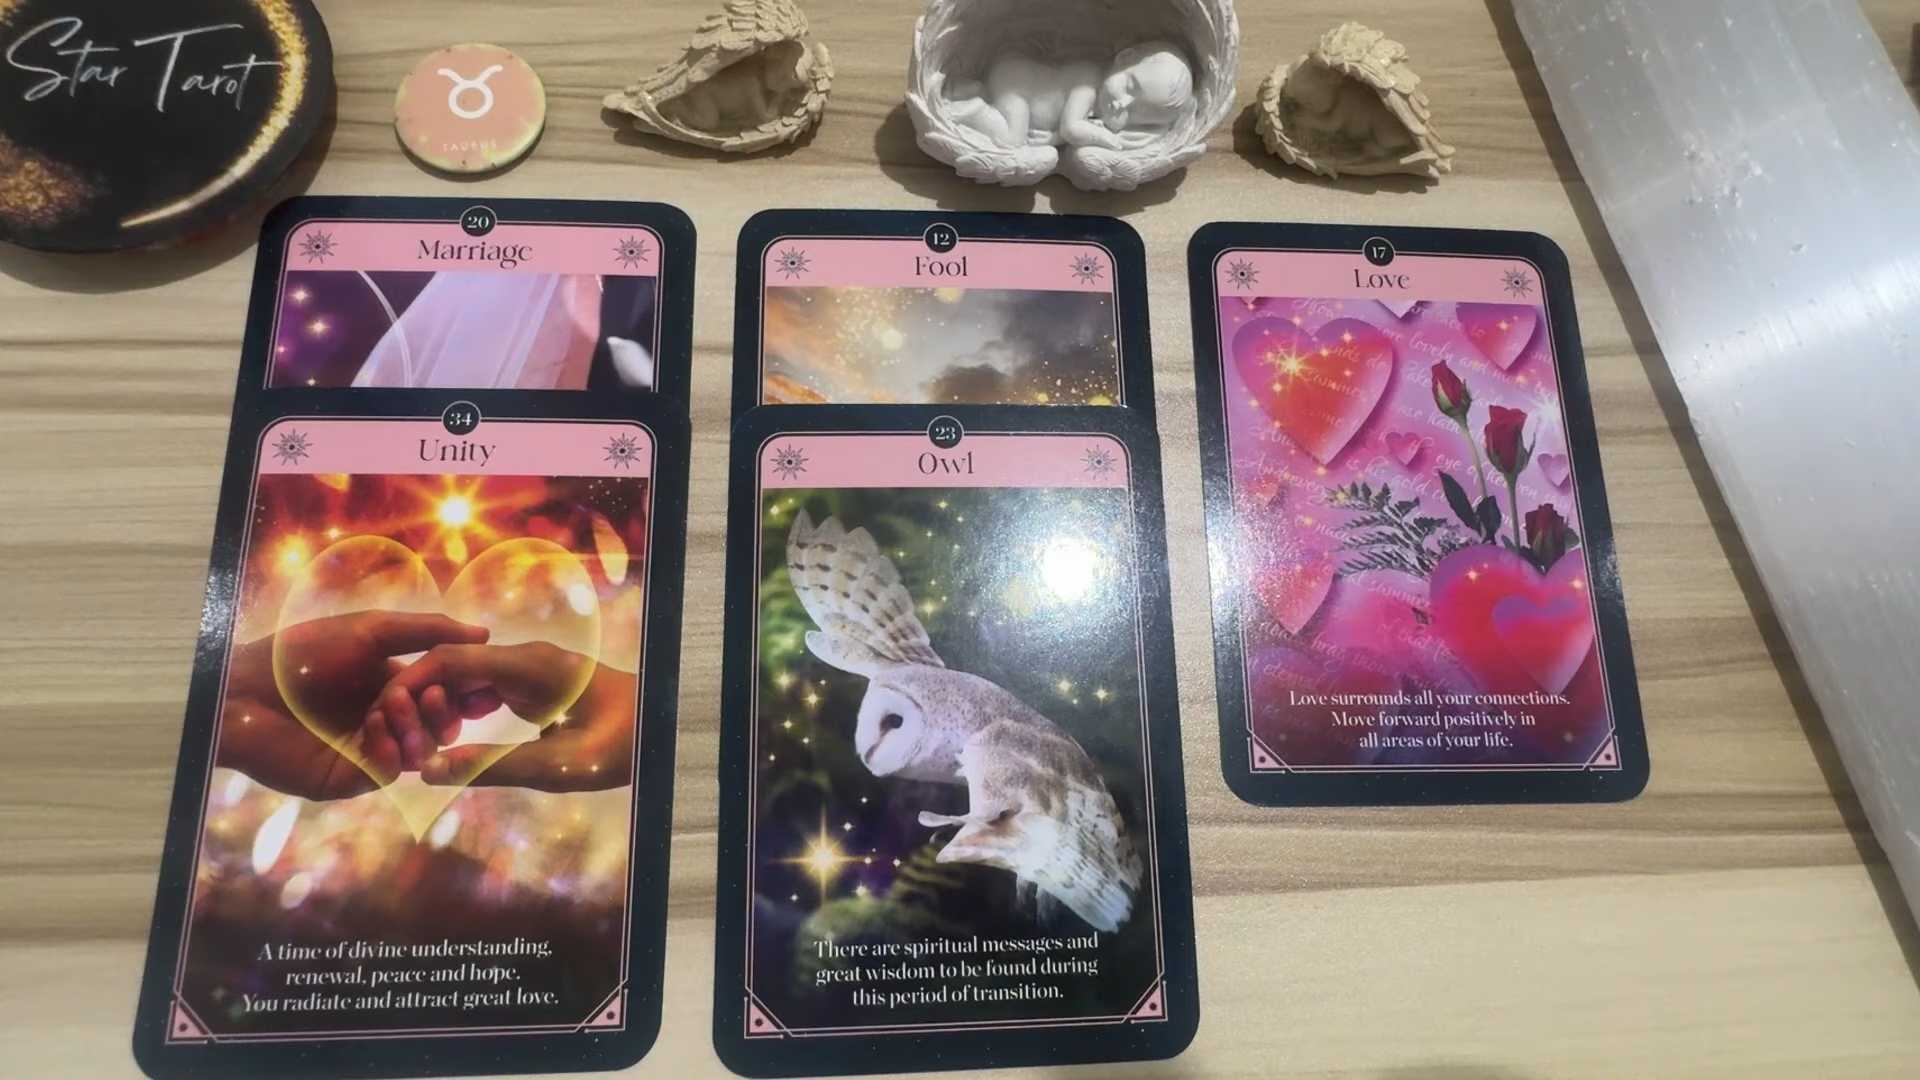 Star Tarot
TAURUS
20
Marriage
12
Fool
17
Love
34
Unity
23
Owl
Love surrounds all your connections.
Move forward positively in
all areas of your life.
A time of divine understanding,
renewal, peace and hope.
You radiate and attract great love.
There are spiritual messages and
great wisdom to be found during
this period of transition.